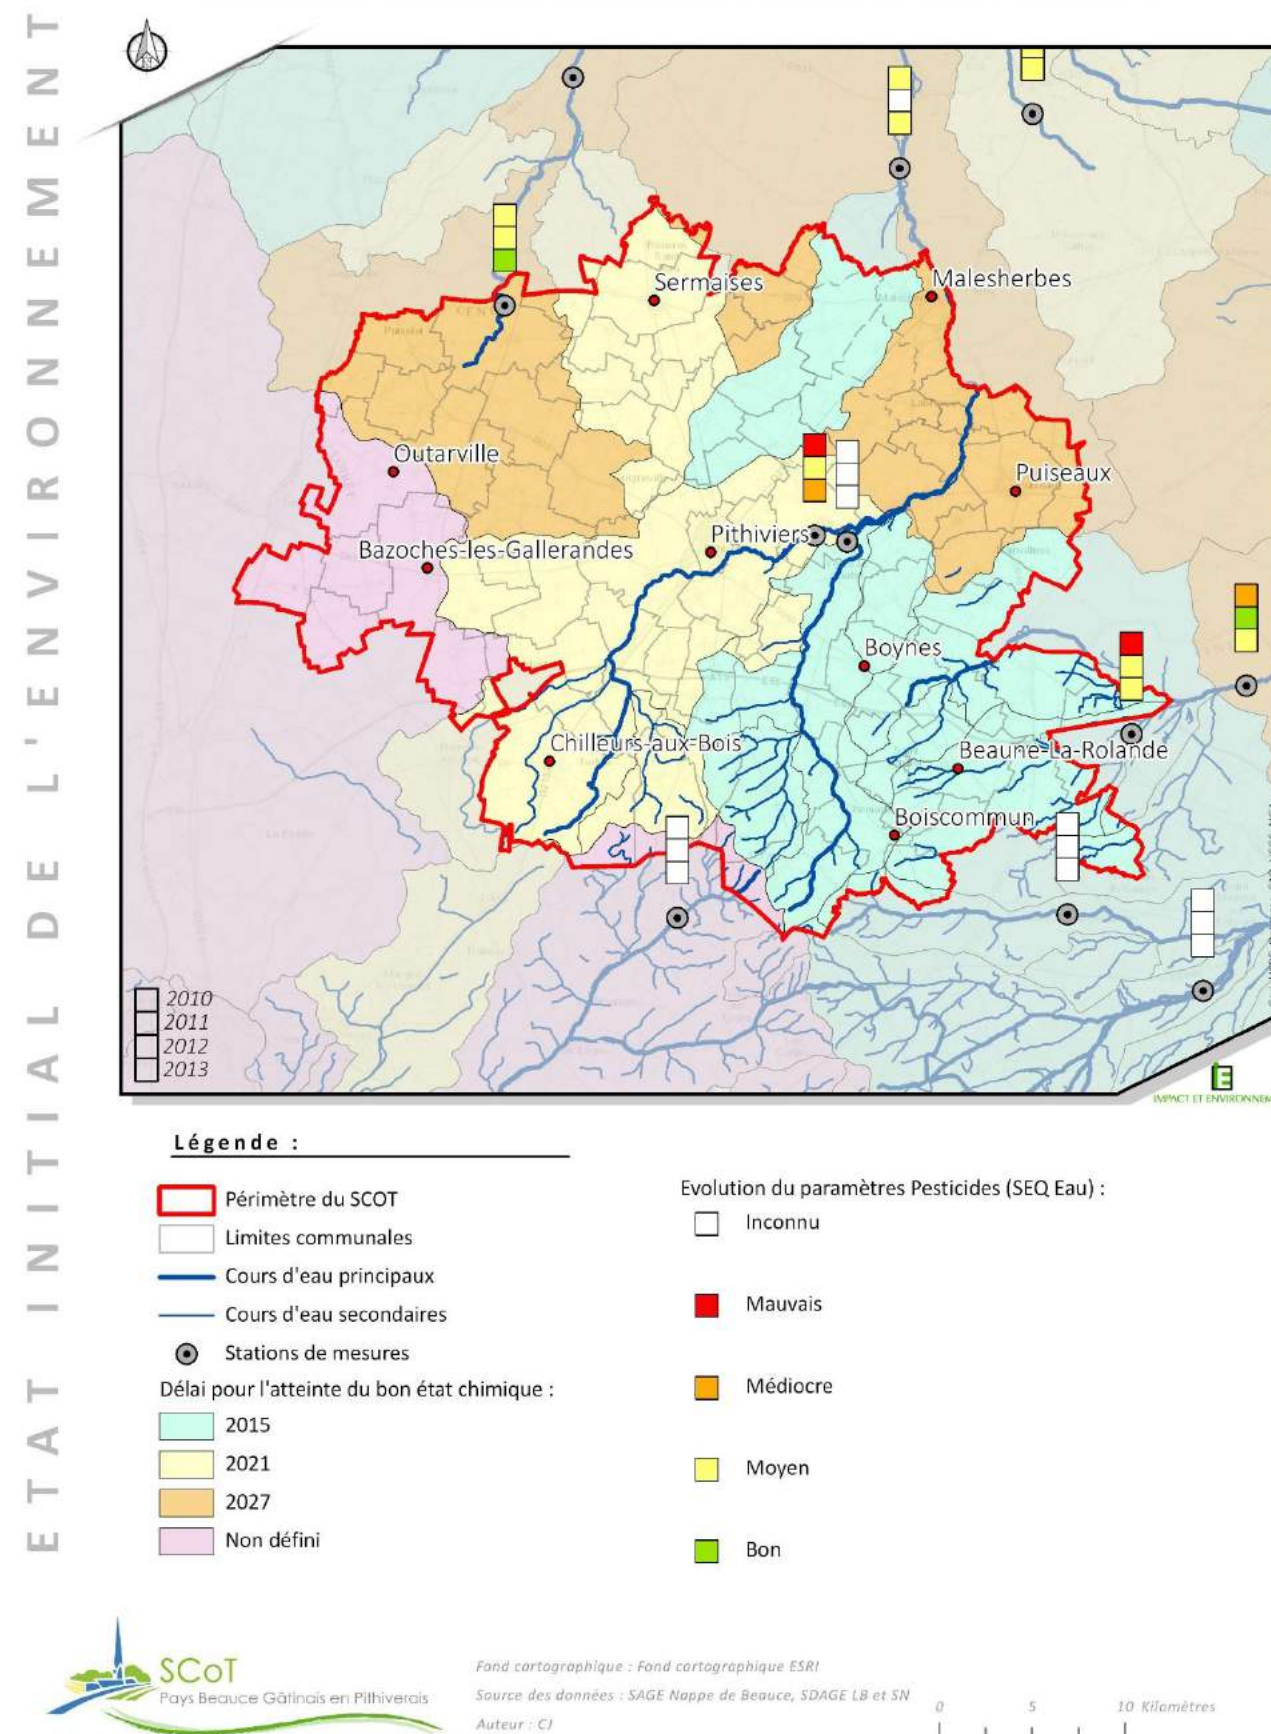 ETAT INITIAL DE L'ENVIRONNEMENT
Sermaises
Malesherbes
Outarville
Puiseaux
Pithiviers
Bazoches-les-Gallerandes
Boynes
Chilleurs-aux-Bois
Beaune-La-Rolande
Boiscommun
2010
2011
2012
2013
IMPACT ET ENVIRONNEM
Légende :
Périmètre du SCOT
Limites communales
Cours d'eau principaux
Cours d'eau secondaires
Stations de mesures
Délai pour l'atteinte du bon état chimique :
2015
2021
2027
Non défini
Evolution du paramètres Pesticides (SEQ Eau) :
Inconnu
Mauvais
Médiocre
Moyen
Bon
SCoT
Pays Beauce Gâtinais en Pithiverais
Fond cartographique : Fond cartographique ESRI
Source des données : SAGE Nappe de Beauce, SDAGE LB et SN
Auteur : CJ
0 5 10 Kilomètres